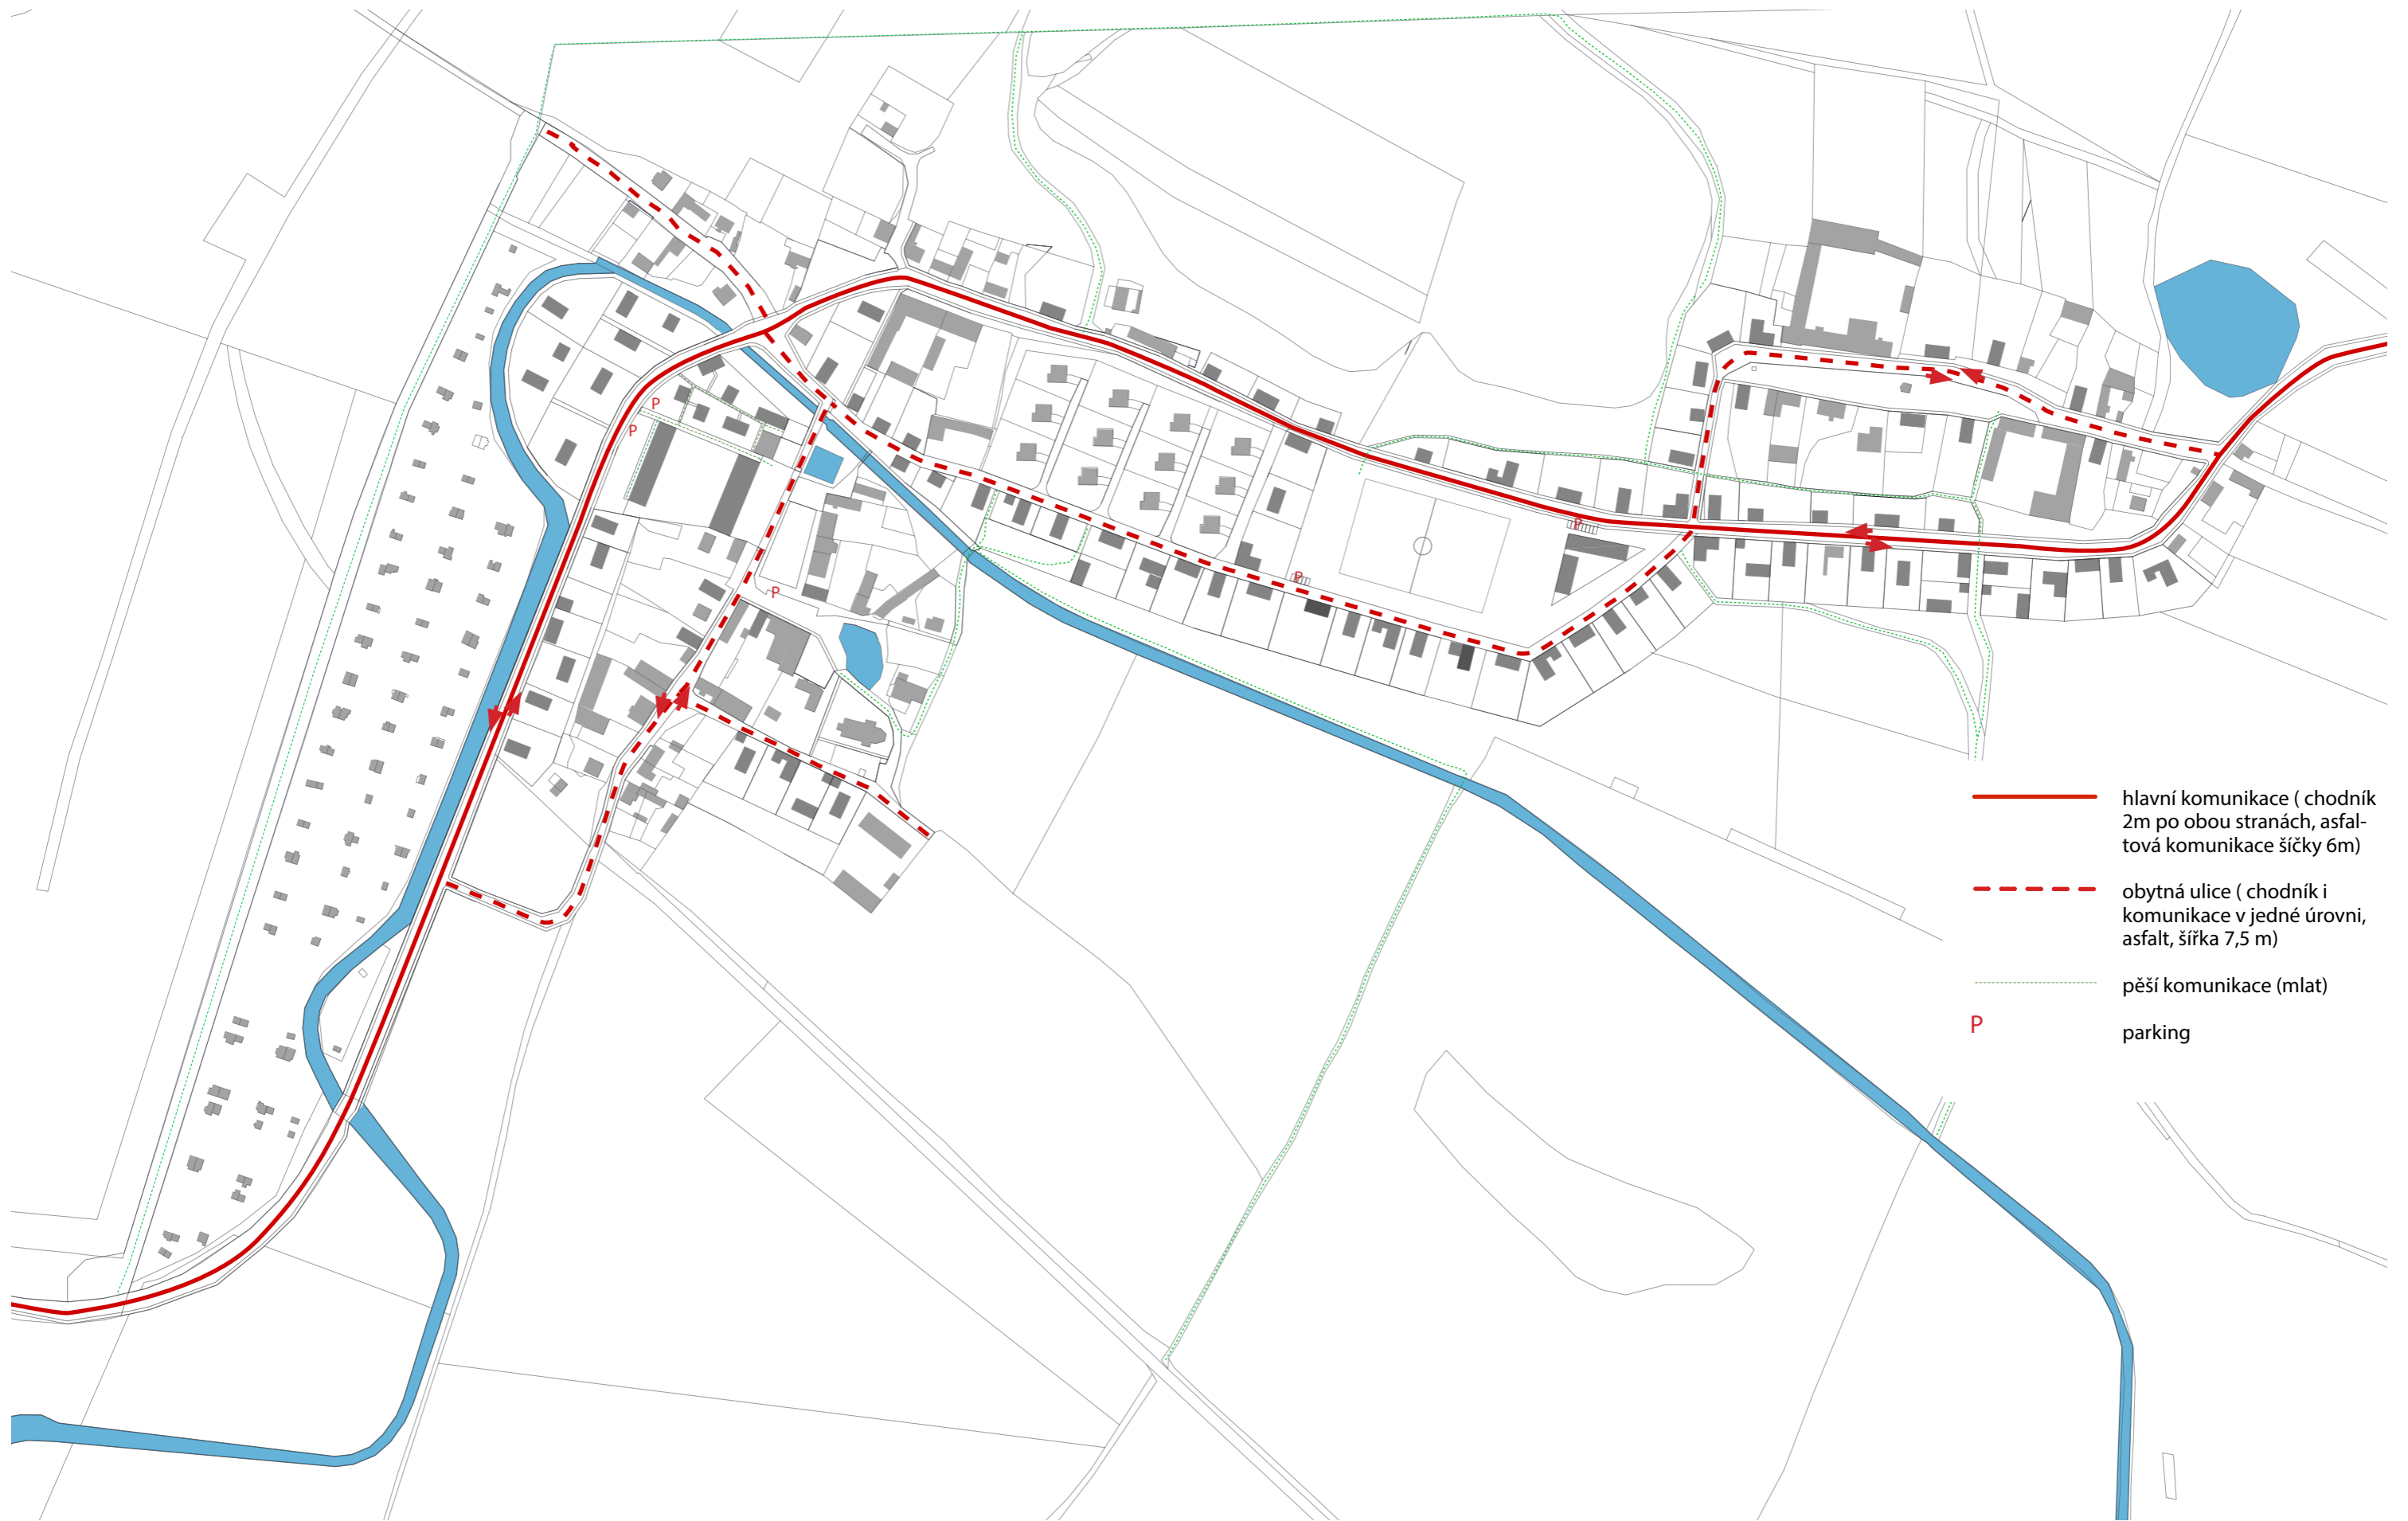 P
P
P
P
P
hlavní komunikace ( chodník
2m po obou stranách, asfal-
tová komunikace šíčky 6m)
obytná ulice ( chodník i
komunikace v jedné úrovni,
asfalt, šířka 7,5 m)
pěší komunikace (mlat)
P parking